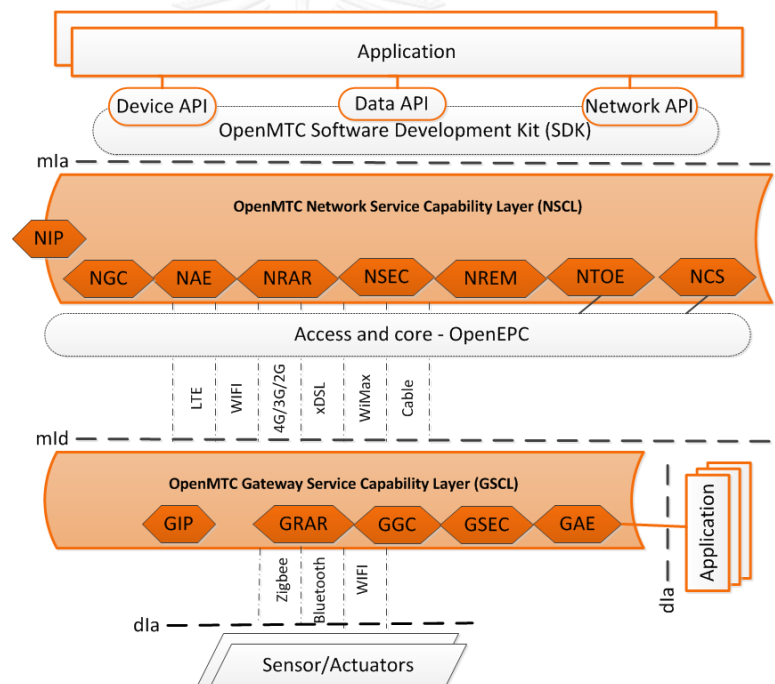 Application
Device API
Data API
Network API
OpenMTC Software Development Kit (SDK)
mIa
OpenMTC Network Service Capability Layer (NSCL)
NIP
NGC
NAE
NRAR
NSEC
NREM
NTOE
NCS
Access and core - OpenEPC
LTE
WIFI
4G/3G/2G
xDSL
WiMax
Cable
mId
OpenMTC Gateway Service Capability Layer (GSCL)
GIP
GRAR
GGC
GSEC
GAE
Application
dIa
Zigbee
Bluetooth
WIFI
dIa
Sensor/Actuators